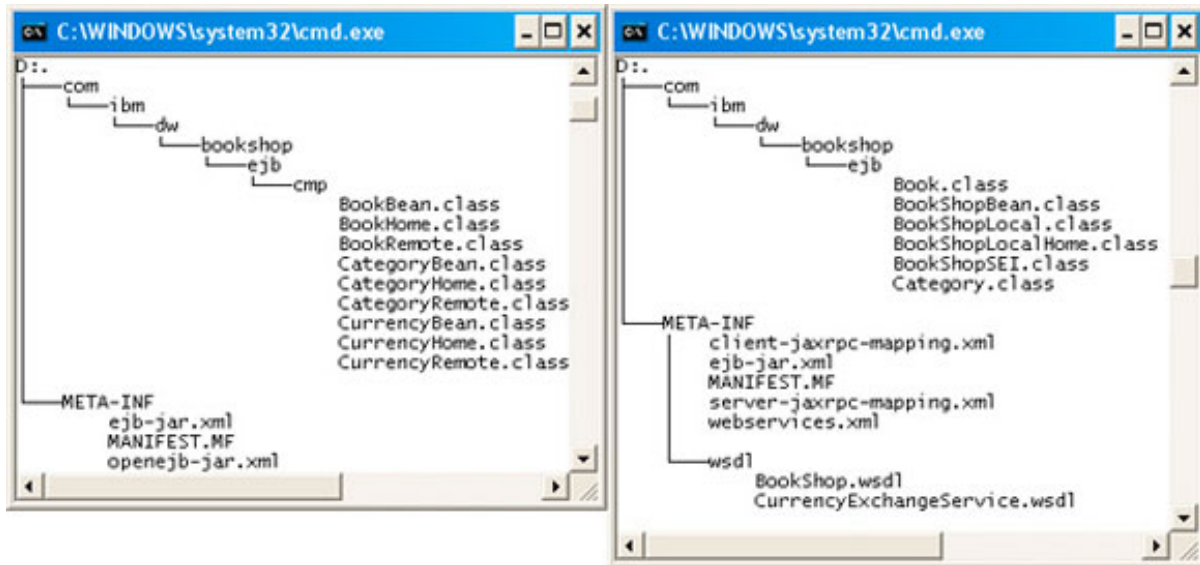 C:\WINDOWS\system32\cmd.exe
D:.
com
ibm
dw
bookshop
ejb
cmp
BookBean.class
BookHome.class
BookRemote.class
CategoryBean.class
CategoryHome.class
CategoryRemote.class
CurrencyBean.class
CurrencyHome.class
CurrencyRemote.class
META-INF
ejb-jar.xml
MANIFEST.MF
openejb-jar.xml
C:\WINDOWS\system32\cmd.exe
D:.
com
ibm
dw
bookshop
ejb
Book.class
BookShopBean.class
BookShopLocal.class
BookShopLocalHome.class
BookShopSEI.class
Category.class
META-INF
client-jaxrpc-mapping.xml
ejb-jar.xml
MANIFEST.MF
server-jaxrpc-mapping.xml
webservices.xml
wsdl
BookShop.wsdl
CurrencyExchangeService.wsdl